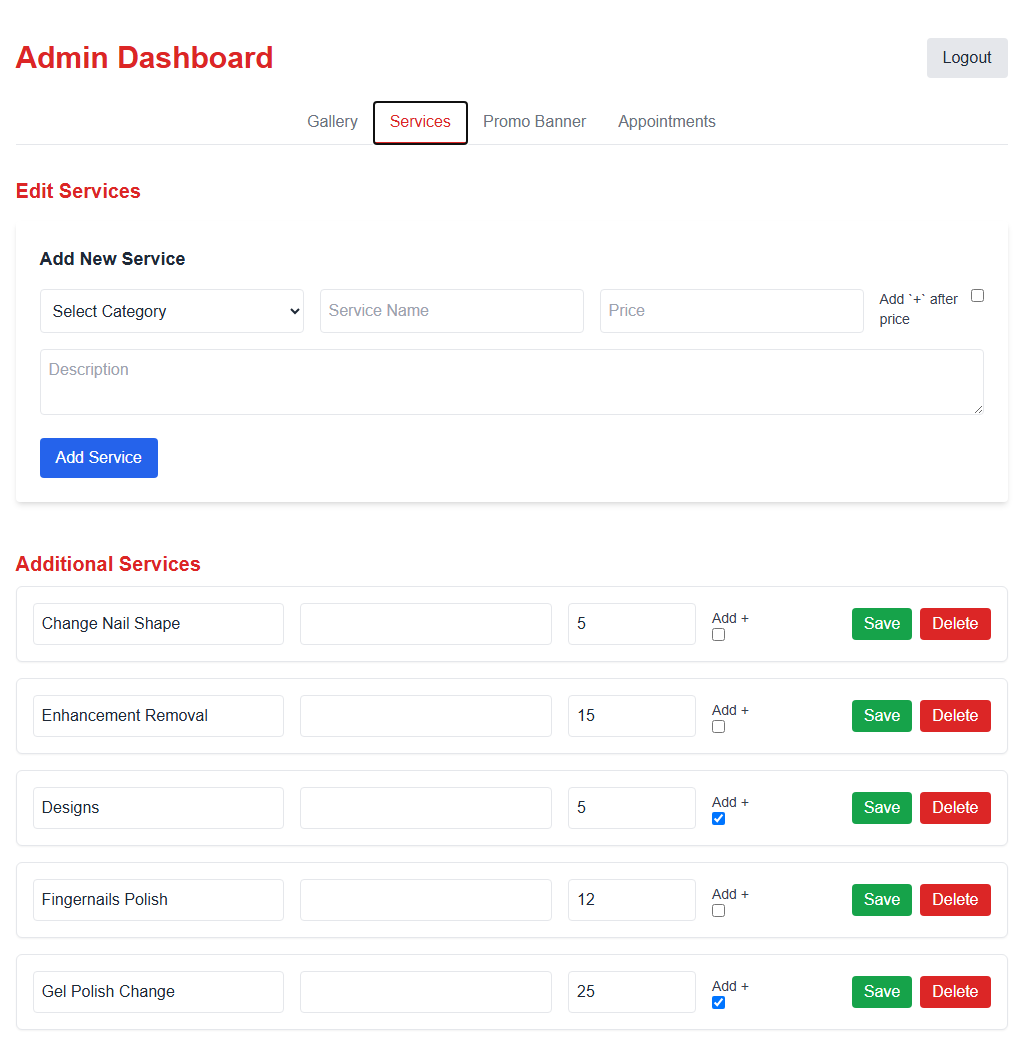 Admin Dashboard
Logout
Gallery Services Promo Banner Appointments
Edit Services
Add New Service
Select Category Service Name Price Add `+` after
price
Description
Add Service
Additional Services
Change Nail Shape 5 Add + Save Delete
Enhancement Removal 15 Add + Save Delete
Designs 5 Add + Save Delete
Fingernails Polish 12 Add + Save Delete
Gel Polish Change 25 Add + Save Delete